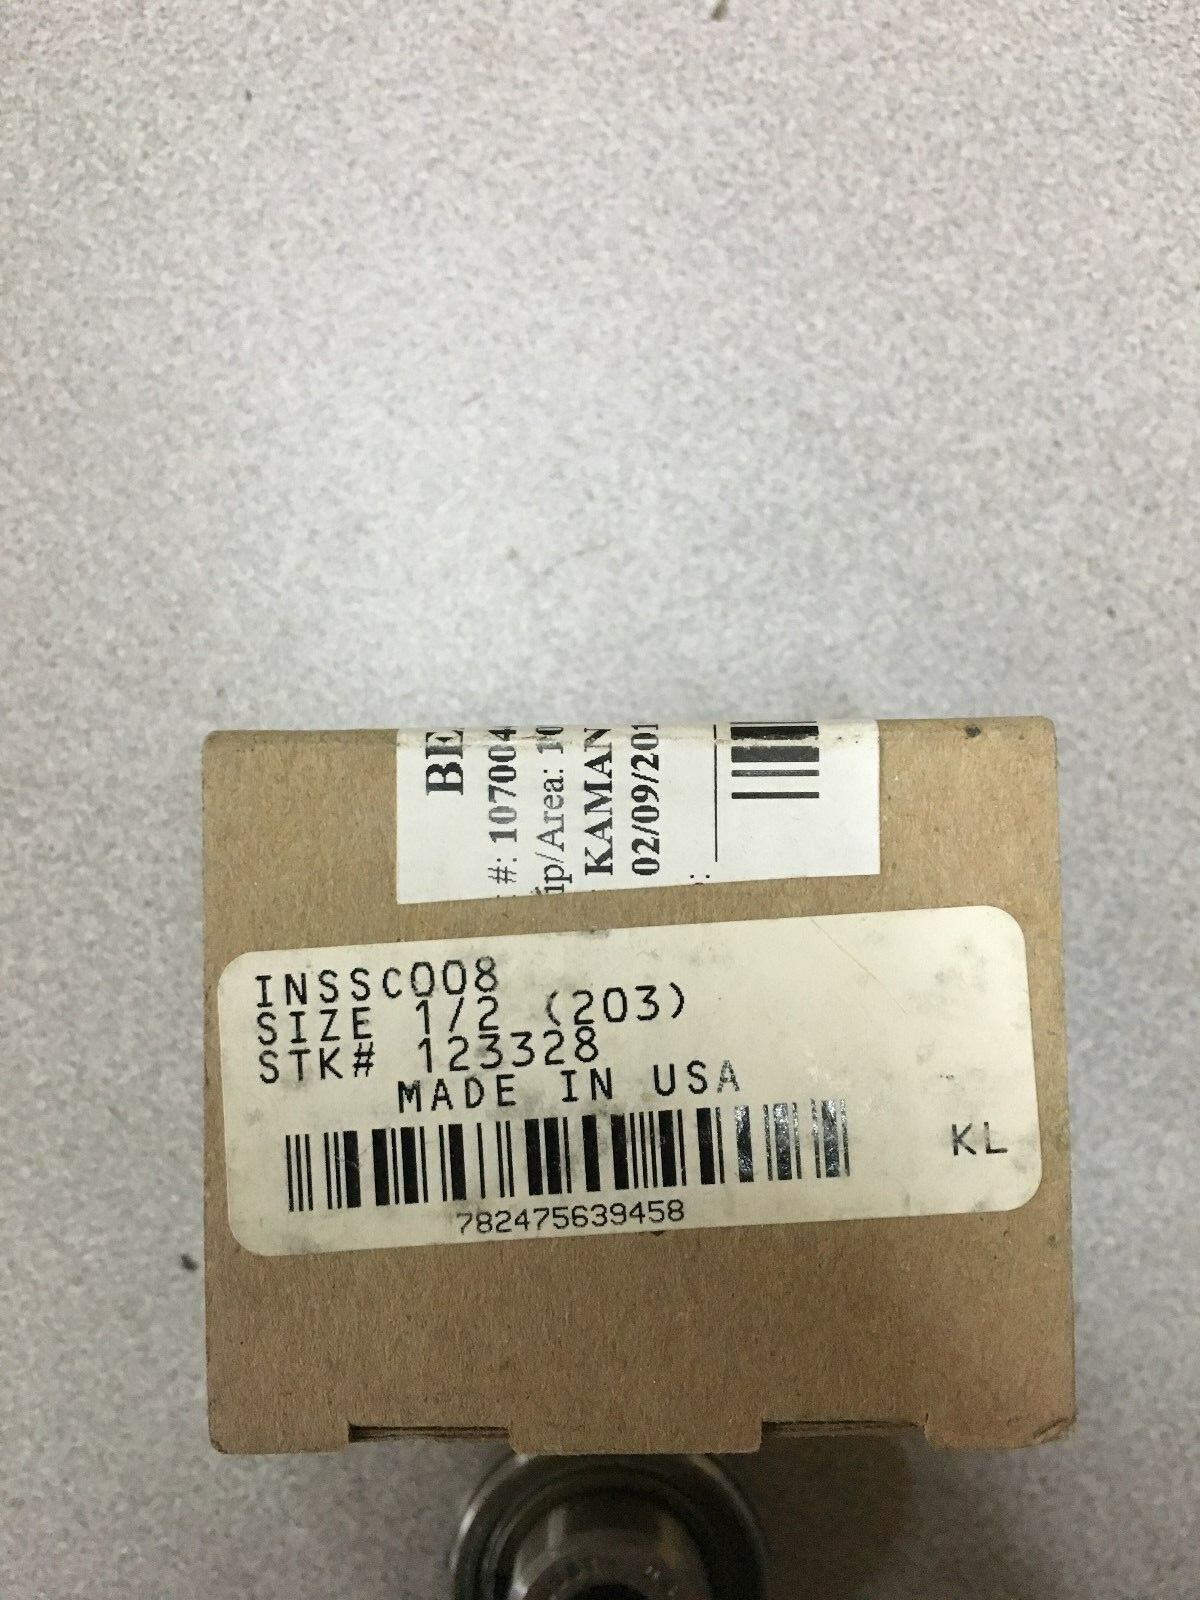 BE
#: 107004
ip/Area: 10
KAMAN
02/09/201
INSSC008
SIZE 1/2 (203)
STK# 123328
MADE IN USA
KL
782475639458